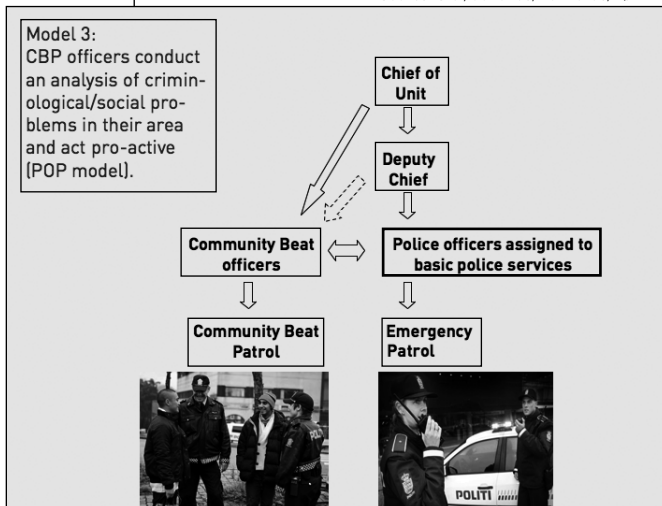 Model 3:
CBP officers conduct
an analysis of crimin-
ological/social pro-
blems in their area
and act pro-active
(POP model).
Chief of
Unit
Deputy
Chief
Community Beat
officers
Police officers assigned to
basic police services
Community Beat
Patrol
Emergency
Patrol
POLITI